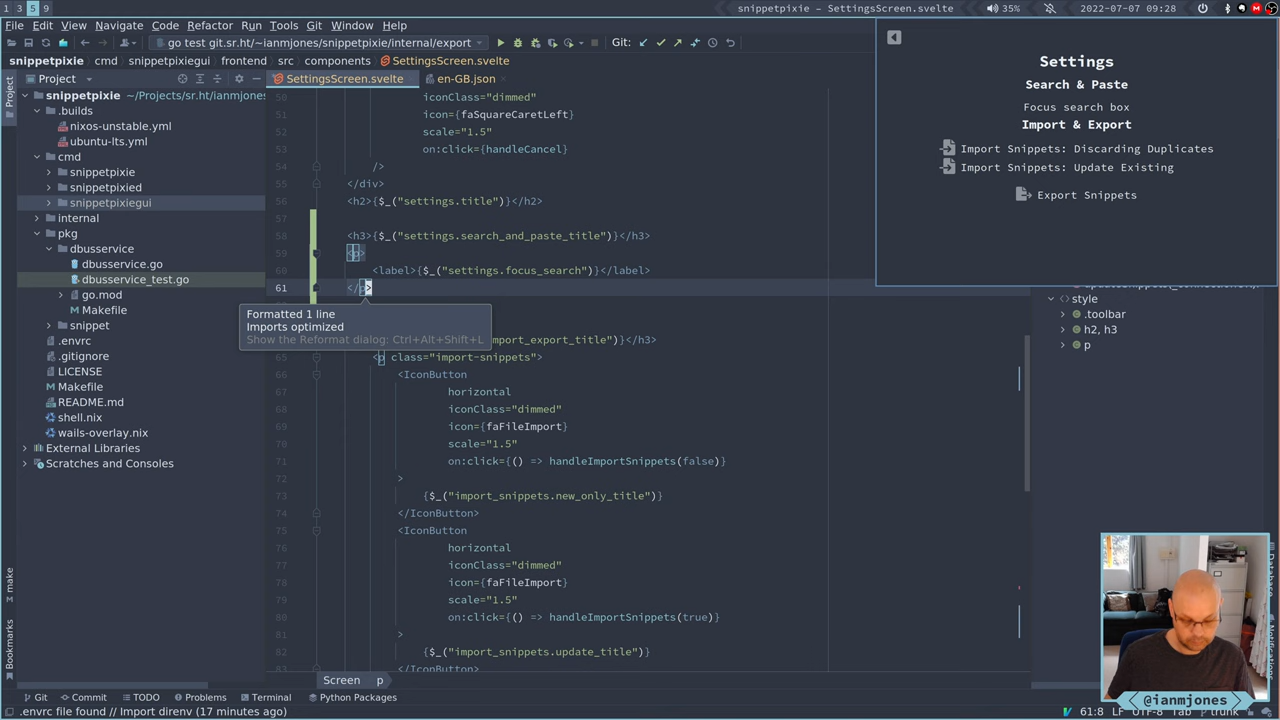 1 3 5 9
snippetpixie – SettingsScreen.svelte
35%
2022-07-07 09:28
File Edit View Navigate Code Refactor Run Tools Git Window Help
go test git.sr.ht/~ianmjones/snippetpixie/internal/export
Git:
snippetpixie cmd snippetpixiegui frontend src components SettingsScreen.svelte
Project
SettingsScreen.svelte
en-GB.json
Project
snippetpixie ~/Projects/sr.ht/ianmjones
.builds
nixos-unstable.yml
ubuntu-lts.yml
cmd
snippetpixie
snippetpixied
snippetpixiegui
internal
pkg
dbusservice
dbusservice.go
dbusservice_test.go
go.mod
Makefile
snippet
.envrc
.gitignore
LICENSE
Makefile
README.md
shell.nix
wails-overlay.nix
External Libraries
Scratches and Consoles
50
51
52
53
54
55
56
57
58
59
60
61
65
66
67
68
69
70
71
72
73
74
75
76
77
78
79
80
81
82
83
iconClass="dimmed"
icon={faSquareCaretLeft}
scale="1.5"
on:click={handleCancel}
/>
</div>
<h2>{$_("settings.title")}</h2>
<h3>{$_("settings.search_and_paste_title")}</h3>
<p>
<label>{$_("settings.focus_search")}</label>
</p>
Formatted 1 line
Imports optimized
Show the Reformat dialog: Ctrl+Alt+Shift+L
mport_export_title")}</h3>
<p class="import-snippets">
<IconButton
horizontal
iconClass="dimmed"
icon={faFileImport}
scale="1.5"
on:click={() => handleImportSnippets(false)}
>
{$_("import_snippets.new_only_title")}
</IconButton>
<IconButton
horizontal
iconClass="dimmed"
icon={faFileImport}
scale="1.5"
on:click={() => handleImportSnippets(true)}
>
{$_("import_snippets.update_title")}
</IconButton>
Settings
Search & Paste
Focus search box
Import & Export
Import Snippets: Discarding Duplicates
Import Snippets: Update Existing
Export Snippets
style
.toolbar
h2, h3
p
Database
Notifications
make
Bookmarks
Screen p
Git Commit TODO Problems Terminal Python Packages
.envrc file found // Import direnv (17 minutes ago)
61:8 LF UTF-8 Tab trunk
@ianmjones